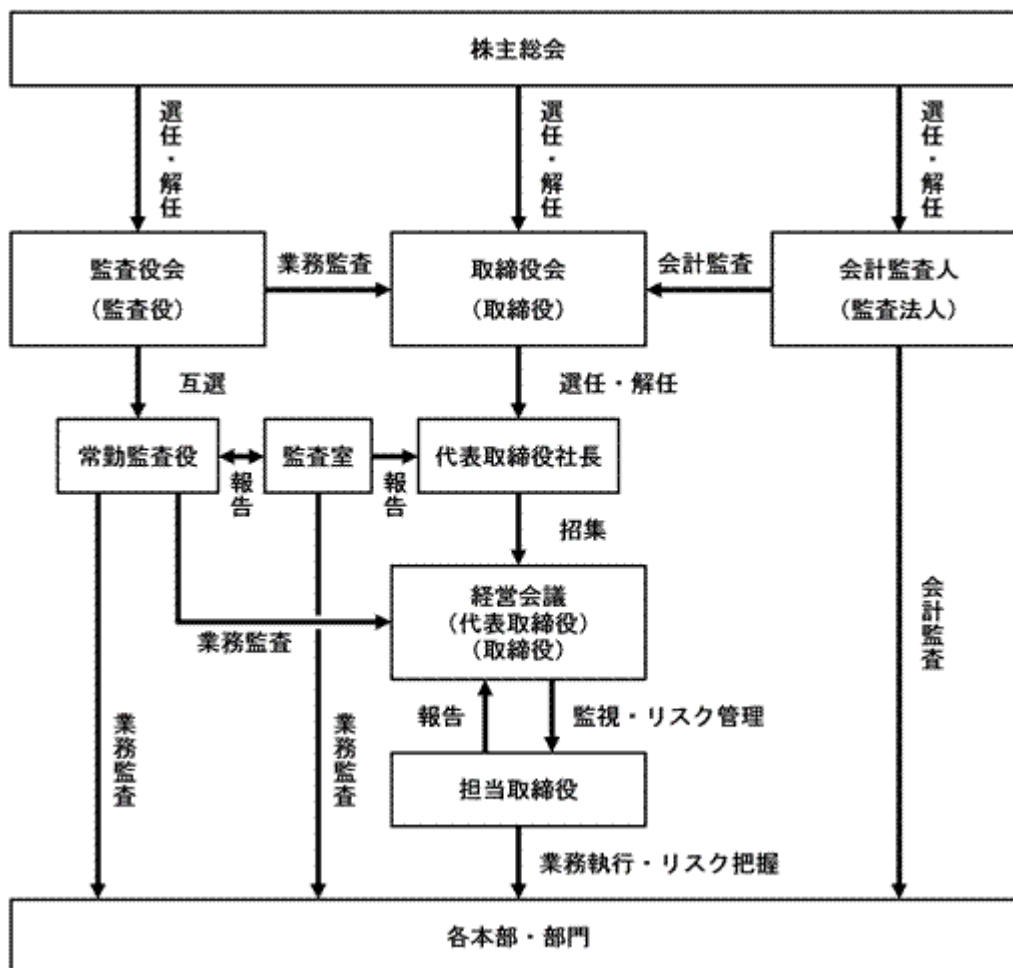 株主総会
選任・解任
選任・解任
選任・解任
監査役会
(監査役)
業務監査
取締役会
(取締役)
会計監査
会計監査人
(監査法人)
互選
選任・解任
常勤監査役
報告
監査室
報告
代表取締役社長
招集
業務監査
経営会議
(代表取締役)
(取締役)
会計監査
報告
監視・リスク管理
業務監査
業務監査
担当取締役
業務執行・リスク把握
各本部・部門